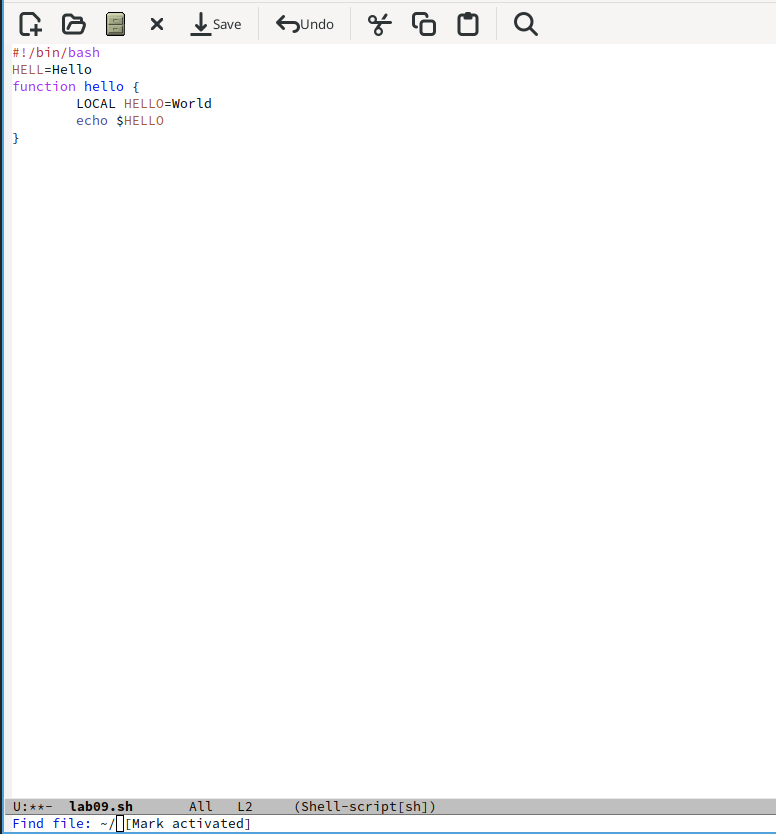 Save Undo
#!/bin/bash
HELL=Hello
function hello {
        LOCAL HELLO=World
        echo $HELLO
}
U:**-  lab09.sh       All   L2     (Shell-script[sh])
Find file: ~/ [Mark activated]